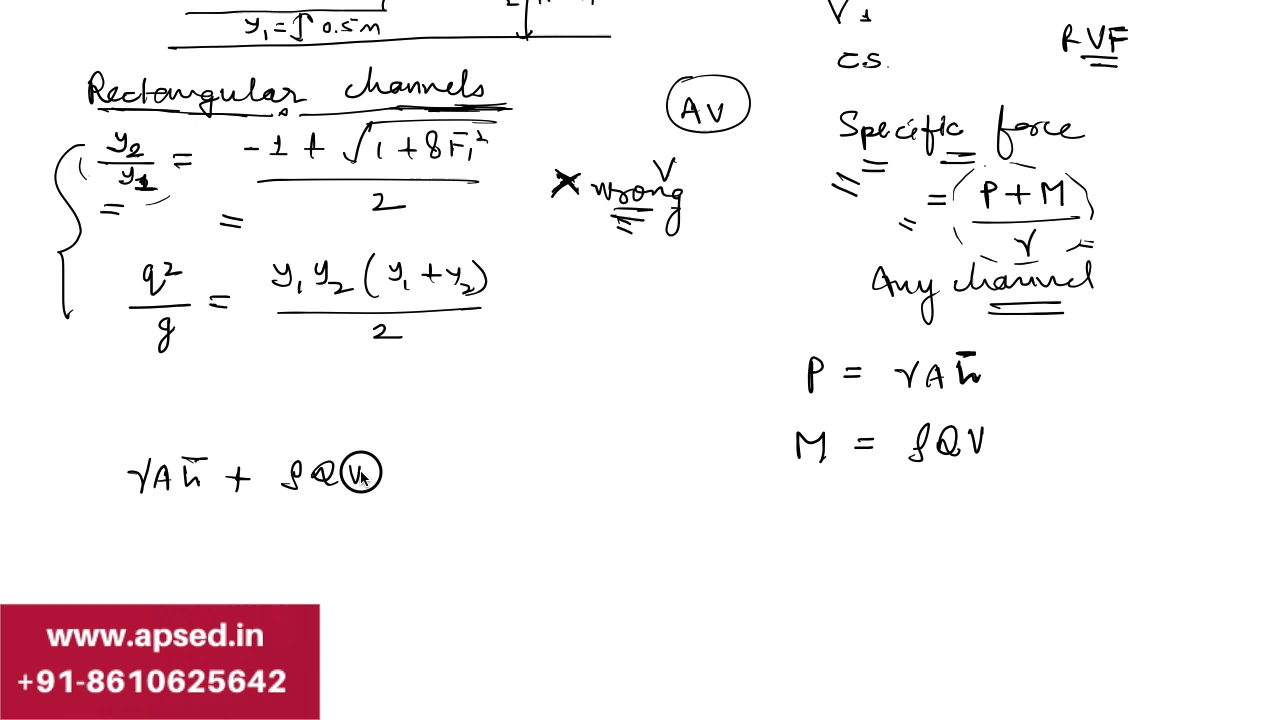 y₁ = 0.5m
V₁
C.S.
RVF
Rectangular channels
AV
y₂/y₁ = (-1 + √(1 + 8F₁²))/2
=
=
× wrong
V
q²/g = y₁y₂(y₁ + y₂)/2
Specific force
= (P + M)/γ
Any channel
P = γAh̄
M = ρQV
γAh̄ + ρQV
www.apsed.in
+91-8610625642